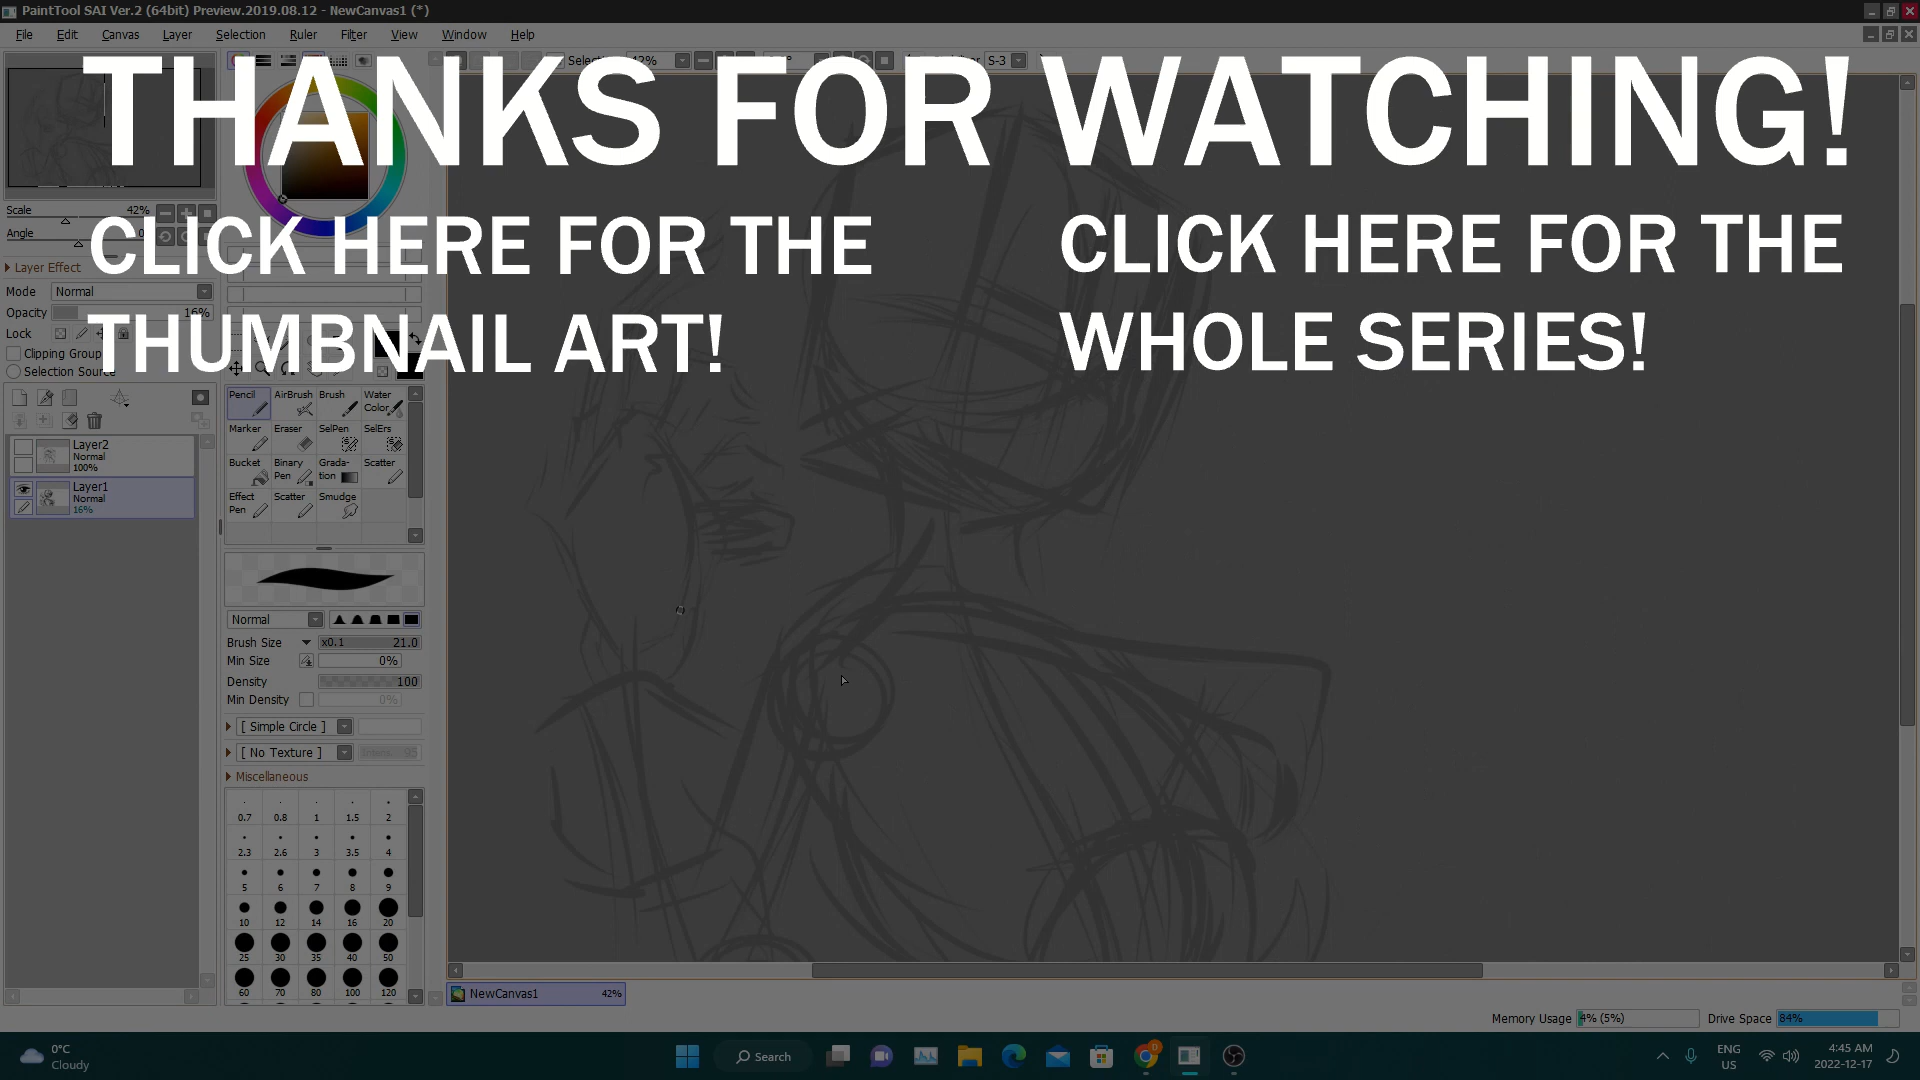 PaintTool SAI Ver.2 (64bit) Preview.2019.08.12 - NewCanvas1 (*)
File Edit Canvas Layer Selection Ruler Filter View Window Help
THANKS FOR WATCHING!
CLICK HERE FOR THE
THUMBNAIL ART!
CLICK HERE FOR THE
WHOLE SERIES!
S-3
Scale 42%
Angle
Layer Effect
Mode Normal
Opacity 16%
Lock
Clipping Group
Selection Source
Layer2
Normal
100%
Layer1
Normal
16%
Pencil AirBrush Brush Water Color
Marker Eraser SelPen SelErs
Bucket Binary Pen Grada-tion Scatter
Effect Pen Scatter Smudge
Normal
Brush Size x0.1 21.0
Min Size 0%
Density 100
Min Density 0%
[ Simple Circle ]
[ No Texture ]
Miscellaneous
0.7 0.8 1 1.5 2
2.3 2.6 3 3.5 4
5 6 7 8 9
10 12 14 16 20
25 30 35 40 50
60 70 80 100 120
NewCanvas1 42%
Memory Usage 4% (5%) Drive Space 84%
0°C
Cloudy
Search
ENG
US
4:45 AM
2022-12-17